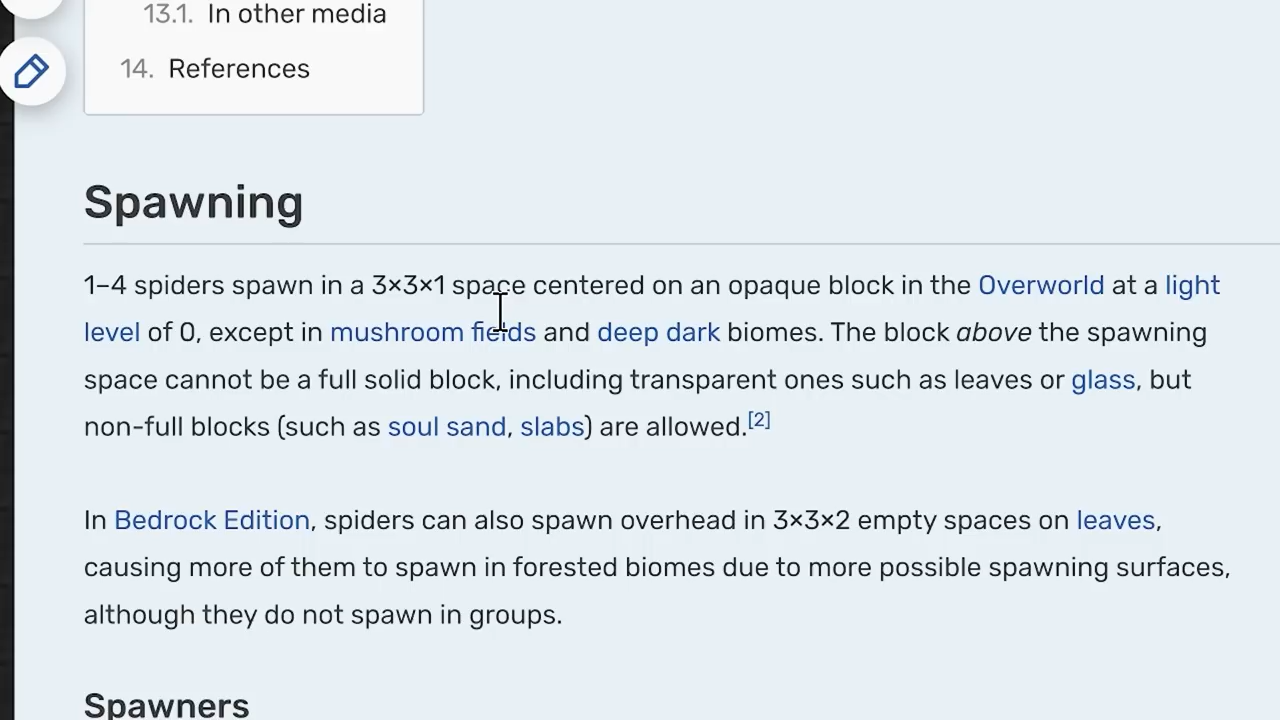 13.1. In other media
14. References
Spawning
1–4 spiders spawn in a 3×3×1 space centered on an opaque block in the Overworld at a light
level of 0, except in mushroom fields and deep dark biomes. The block above the spawning
space cannot be a full solid block, including transparent ones such as leaves or glass, but
non-full blocks (such as soul sand, slabs) are allowed.[2]
In Bedrock Edition, spiders can also spawn overhead in 3×3×2 empty spaces on leaves,
causing more of them to spawn in forested biomes due to more possible spawning surfaces,
although they do not spawn in groups.
Spawners